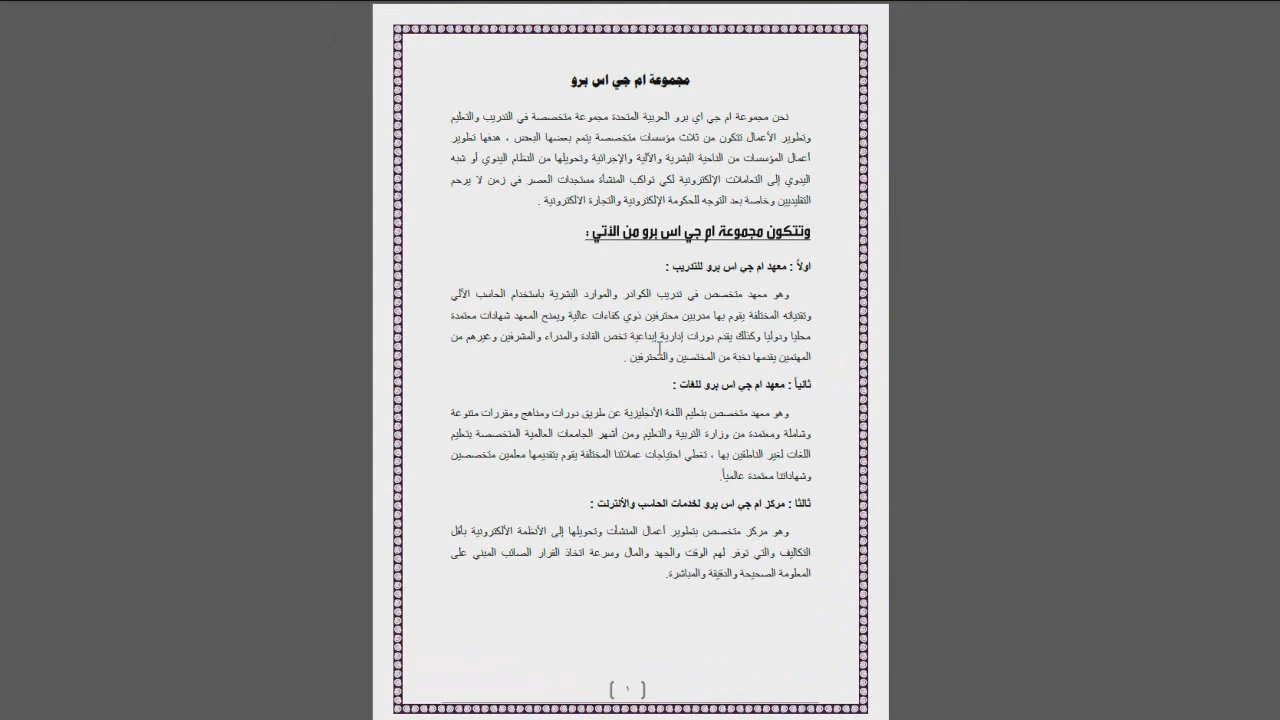 مجموعة ام جي اس برو
نحن مجموعة ام جي اي برو العربية المتحدة مجموعة متخصصة في التدريب والتعليم
وتطوير الأعمال تتكون من ثلاث مؤسسات متخصصة يتمم بعضها البعض ، هدفها تطوير
أعمال المؤسسات من الناحية البشرية والآلية والإجرائية وتحويلها من النظام اليدوي أو شبه
اليدوي إلى التعاملات الإلكترونية لكي تواكب المنشأة مستجدات العصر في زمن لا يرحم
التقليديين وخاصة بعد التوجه للحكومة الإلكترونية والتجارة الالكترونية .
وتتكون مجموعة ام جي اس برو من الأتي :
اولاً : معهد ام جي اس برو للتدريب :
وهو معهد متخصص في تدريب الكوادر والموارد البشرية باستخدام الحاسب الآلي
وتقنياته المختلفة يقوم بها مدربين محترفين ذوي كفاءات عالية ويمنح المعهد شهادات معتمدة
محليا ودوليا وكذلك يقدم دورات إدارية إبداعية تخص القادة والمدراء والمشرفين وغيرهم من
المهتمين يقدمها نخبة من المختصين والمحترفين .
ثانياً : معهد ام جي اس برو للغات :
وهو معهد متخصص بتعليم اللغة الأنجليزية عن طريق دورات ومناهج ومقررات متنوعة
وشاملة ومعتمدة من وزارة التربية والتعليم ومن أشهر الجامعات العالمية المتخصصة بتعليم
اللغات لغير الناطقين بها ، تغطي احتياجات عملائنا المختلفة يقوم بتقديمها معلمين متخصصين
وشهاداتنا معتمدة عالمياً.
ثالثا : مركز ام جي اس برو لخدمات الحاسب والألترنت :
وهو مركز متخصص بتطوير أعمال المنشأت وتحويلها إلى الأنظمة الألكترونية بأقل
التكاليف والتي توفر لهم الوقت والجهد والمال وسرعة اتخاذ القرار الصائب المبني على
المعلومة الصحيحة والدقيقة والمباشرة.
١